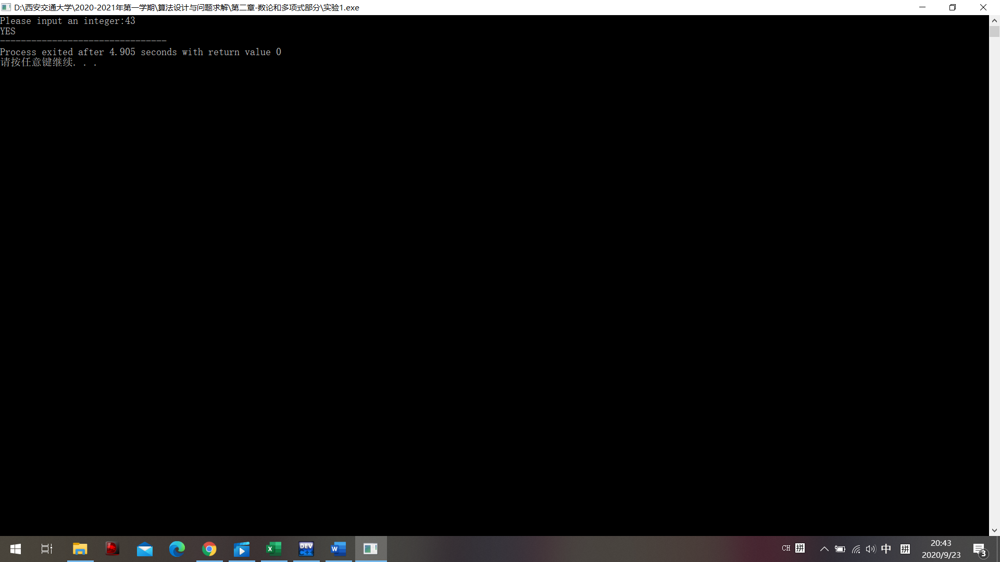 D:\西安交通大学\2020-2021年第一学期\算法设计与问题求解\第二章-数论和多项式部分\实验1.exe
Please input an integer:43
YES
--------------------------------
Process exited after 4.905 seconds with return value 0
请按任意键继续. . .
DEV
C++
CH 拼 中 拼
20:43
2020/9/23
3